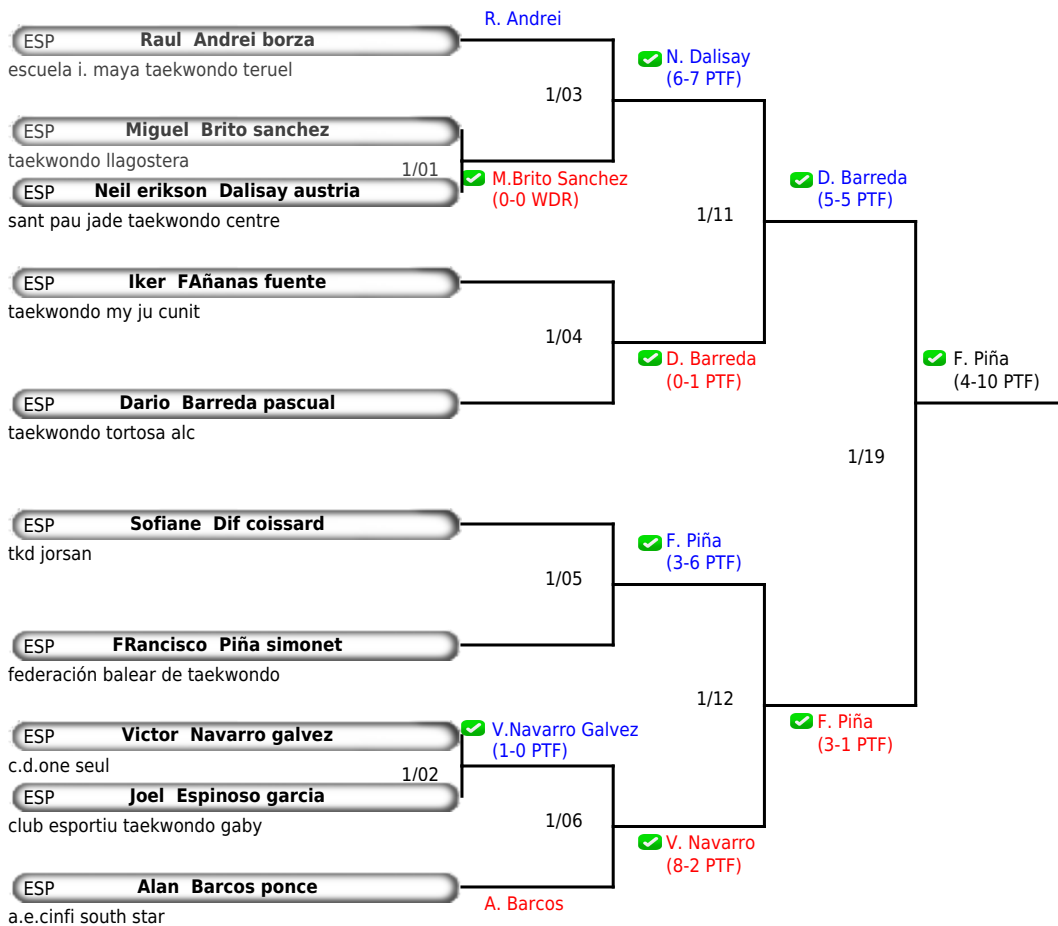 R. Andrei
ESP Raul Andrei borza
escuela i. maya taekwondo teruel
N. Dalisay
(6-7 PTF)
1/03
ESP Miguel Brito sanchez
taekwondo llagostera
1/01
ESP Neil erikson Dalisay austria
M.Brito Sanchez
(0-0 WDR)
sant pau jade taekwondo centre
D. Barreda
(5-5 PTF)
1/11
ESP Iker FAñanas fuente
taekwondo my ju cunit
1/04
D. Barreda
(0-1 PTF)
F. Piña
(4-10 PTF)
ESP Dario Barreda pascual
taekwondo tortosa alc
1/19
ESP Sofiane Dif coissard
tkd jorsan
F. Piña
(3-6 PTF)
1/05
ESP FRancisco Piña simonet
federación balear de taekwondo
1/12
F. Piña
(3-1 PTF)
ESP Victor Navarro galvez
V.Navarro Galvez
(1-0 PTF)
c.d.one seul
1/02
ESP Joel Espinoso garcia
club esportiu taekwondo gaby
1/06
V. Navarro
(8-2 PTF)
ESP Alan Barcos ponce
A. Barcos
a.e.cinfi south star